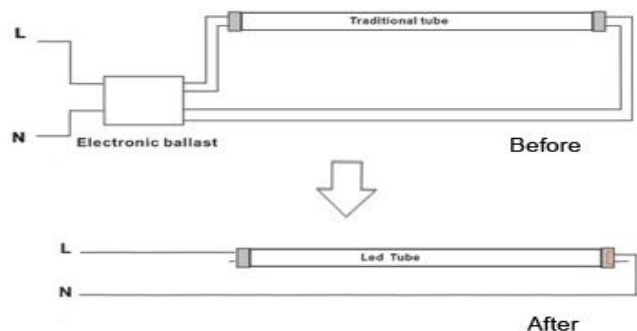 Traditional tube
L
N
Electronic ballast
Before
L
Led Tube
N
After